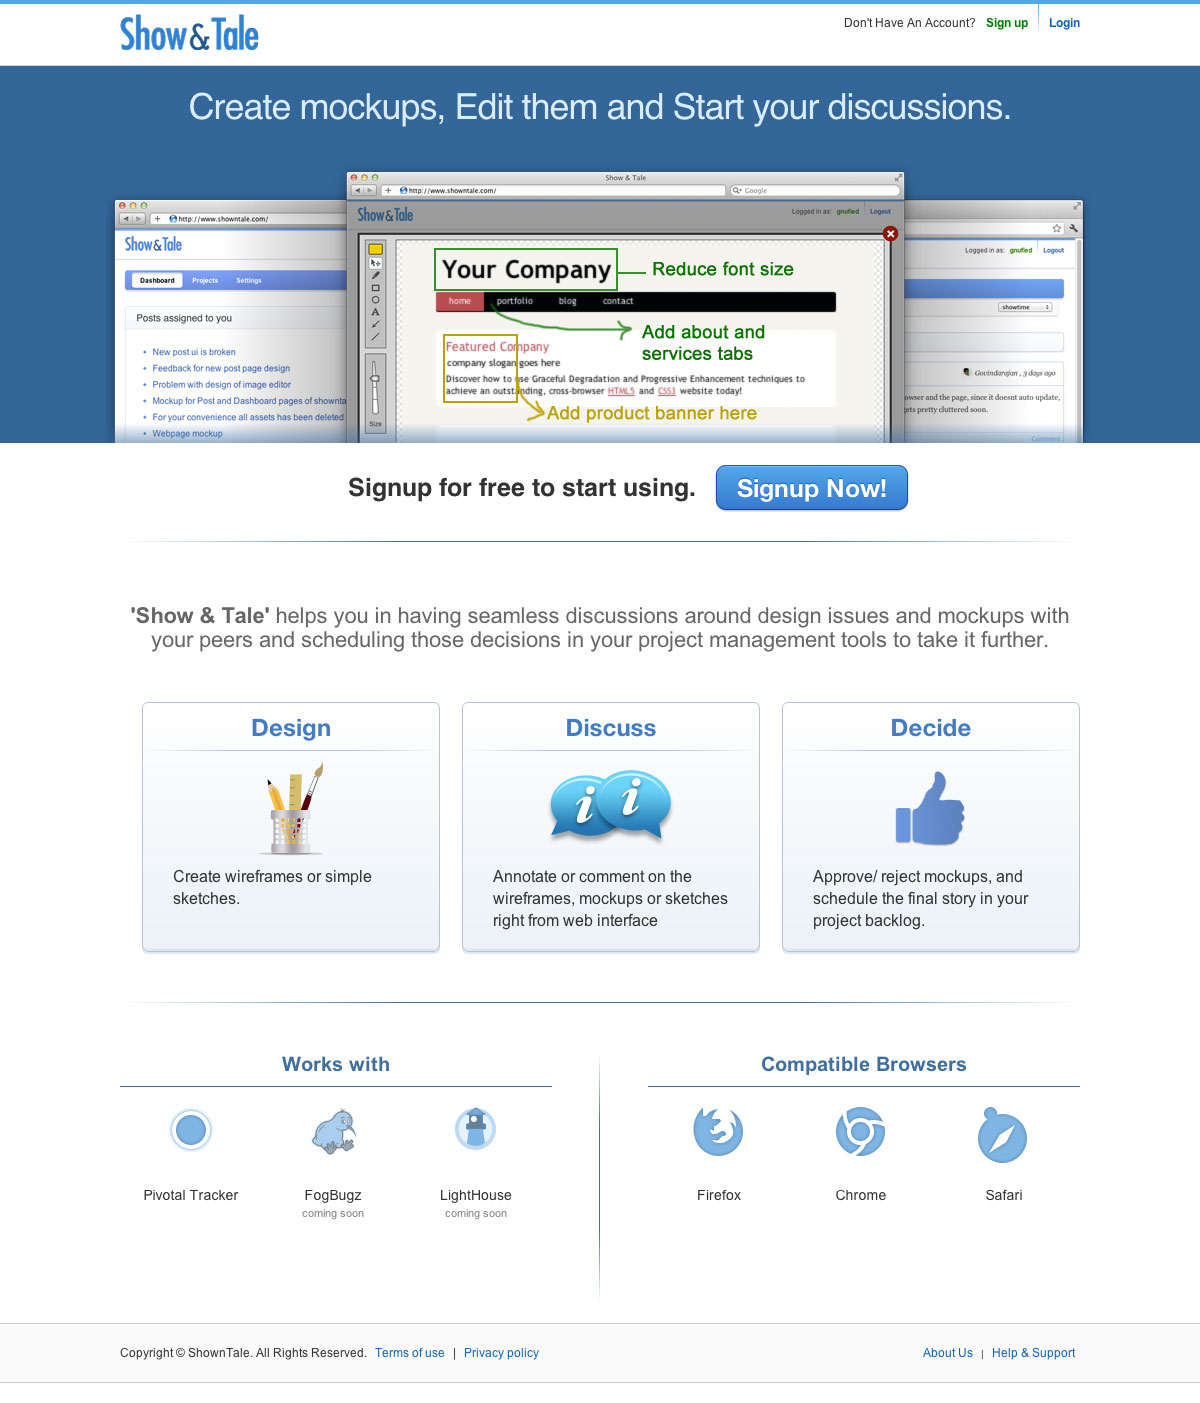 Show & Tale
Don't Have An Account? Sign up Login
Create mockups, Edit them and Start your discussions.
Show & Tale
http://www.showntale.com/
Google
Show & Tale
Logged in as: gnufied Logout
Your Company
Reduce font size
home portfolio blog contact
Add about and
services tabs
Featured Company
company slogan goes here
Discover how to use Graceful Degradation and Progressive Enhancement techniques to
achieve an outstanding, cross-browser HTML5 and CSS3 website today!
Add product banner here
Size
http://www.showntale.com/
Show & Tale
Dashboard Projects Settings
Posts assigned to you
New post ui is broken
Feedback for new post page design
Problem with design of image editor
Mockup for Post and Dashboard pages of shownta
For your convenience all assets has been deleted
Webpage mockup
Logged in as: gnufied Logout
showtime
Govindarajan , 3 days ago
owser and the page, since it doesnt auto update,
gets pretty cluttered soon.
Comment
Signup for free to start using. Signup Now!
'Show & Tale' helps you in having seamless discussions around design issues and mockups with
your peers and scheduling those decisions in your project management tools to take it further.
Design
Create wireframes or simple
sketches.
Discuss
Annotate or comment on the
wireframes, mockups or sketches
right from web interface
Decide
Approve/ reject mockups, and
schedule the final story in your
project backlog.
Works with
Pivotal Tracker
FogBugz
coming soon
LightHouse
coming soon
Compatible Browsers
Firefox
Chrome
Safari
Copyright © ShownTale. All Rights Reserved. Terms of use | Privacy policy
About Us | Help & Support